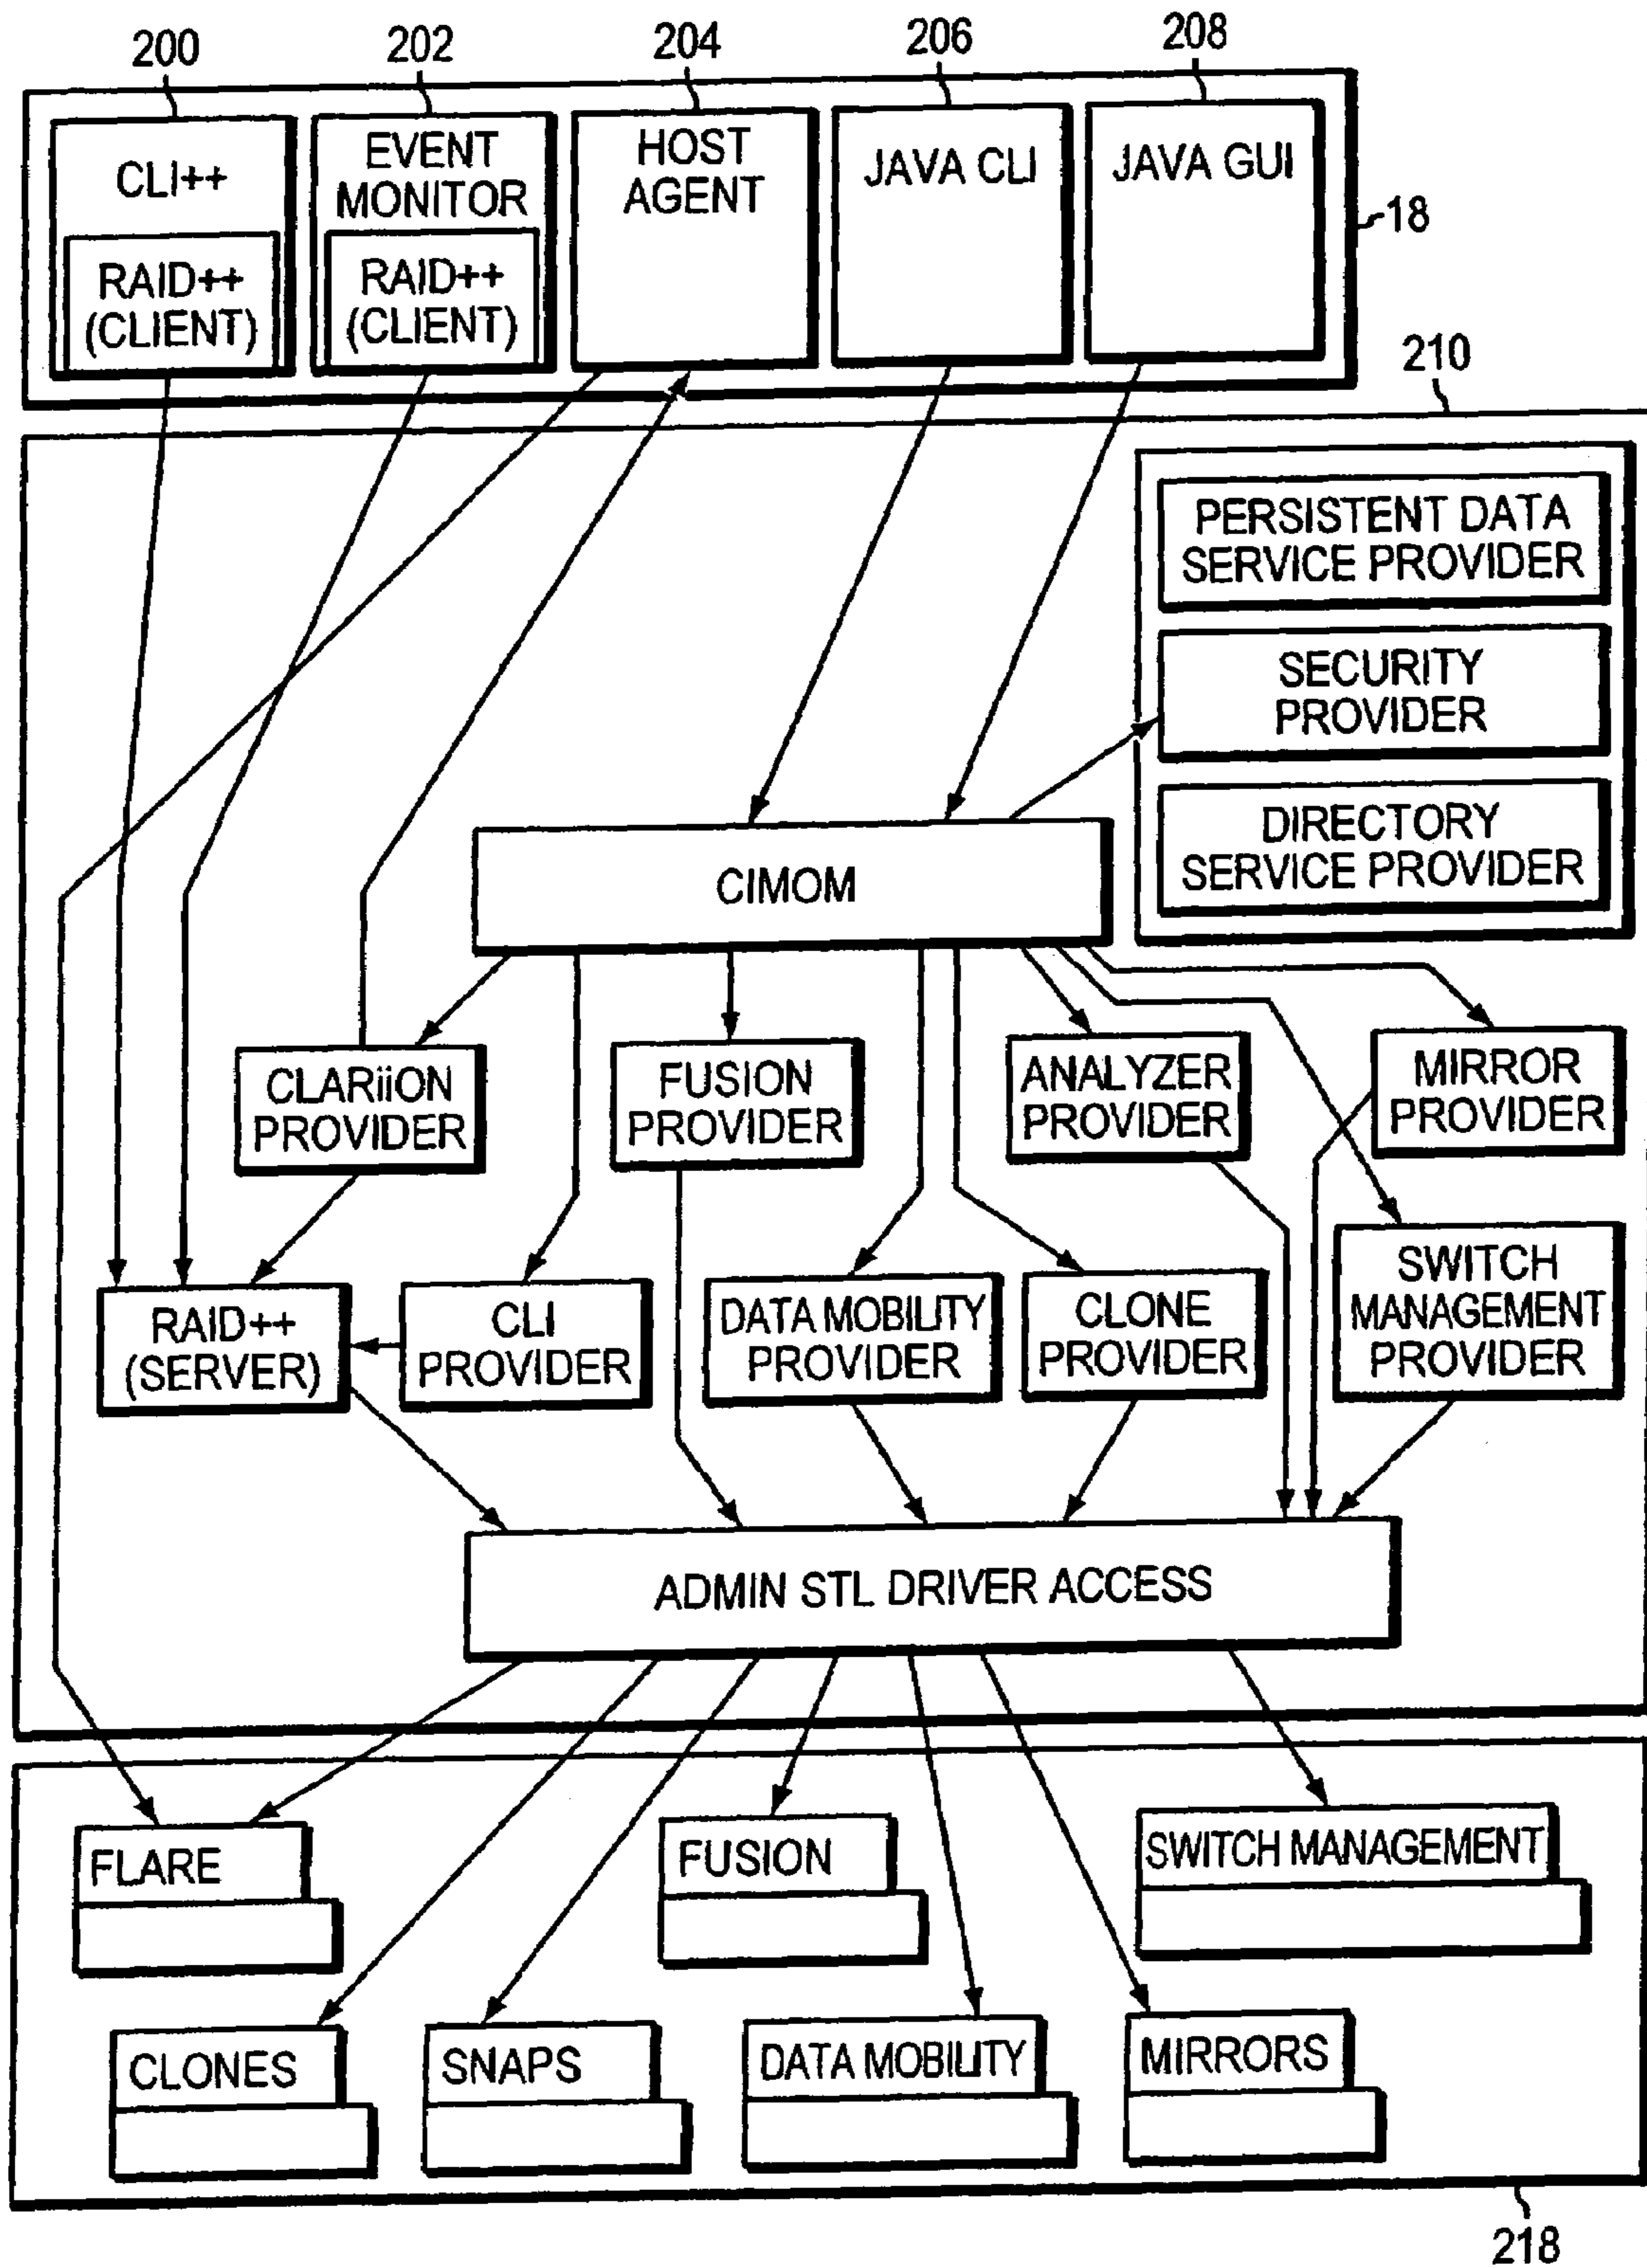 200
202
204
206
208
CLI++
RAID++
(CLIENT)
EVENT
MONITOR
RAID++
(CLIENT)
HOST
AGENT
JAVA CLI
JAVA GUI
18
210
PERSISTENT DATA
SERVICE PROVIDER
SECURITY
PROVIDER
DIRECTORY
SERVICE PROVIDER
CIMOM
CLARiiON
PROVIDER
FUSION
PROVIDER
ANALYZER
PROVIDER
MIRROR
PROVIDER
RAID++
(SERVER)
CLI
PROVIDER
DATA MOBILITY
PROVIDER
CLONE
PROVIDER
SWITCH
MANAGEMENT
PROVIDER
ADMIN STL DRIVER ACCESS
FLARE
FUSION
SWITCH MANAGEMENT
CLONES
SNAPS
DATA MOBILITY
MIRRORS
218